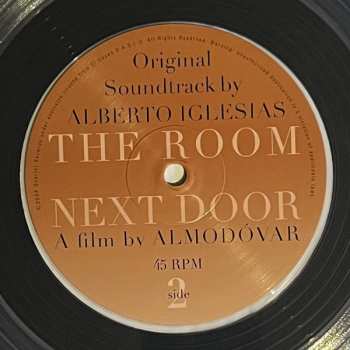 Original
Soundtrack by
ALBERTO IGLESIAS
THE ROOM
NEXT DOOR
A film by ALMODÓVAR
45 RPM
2
side